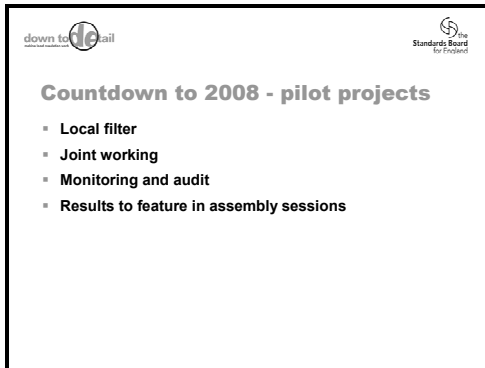 down to detail
the
Standards Board
for England
Countdown to 2008 - pilot projects
Local filter
Joint working
Monitoring and audit
Results to feature in assembly sessions